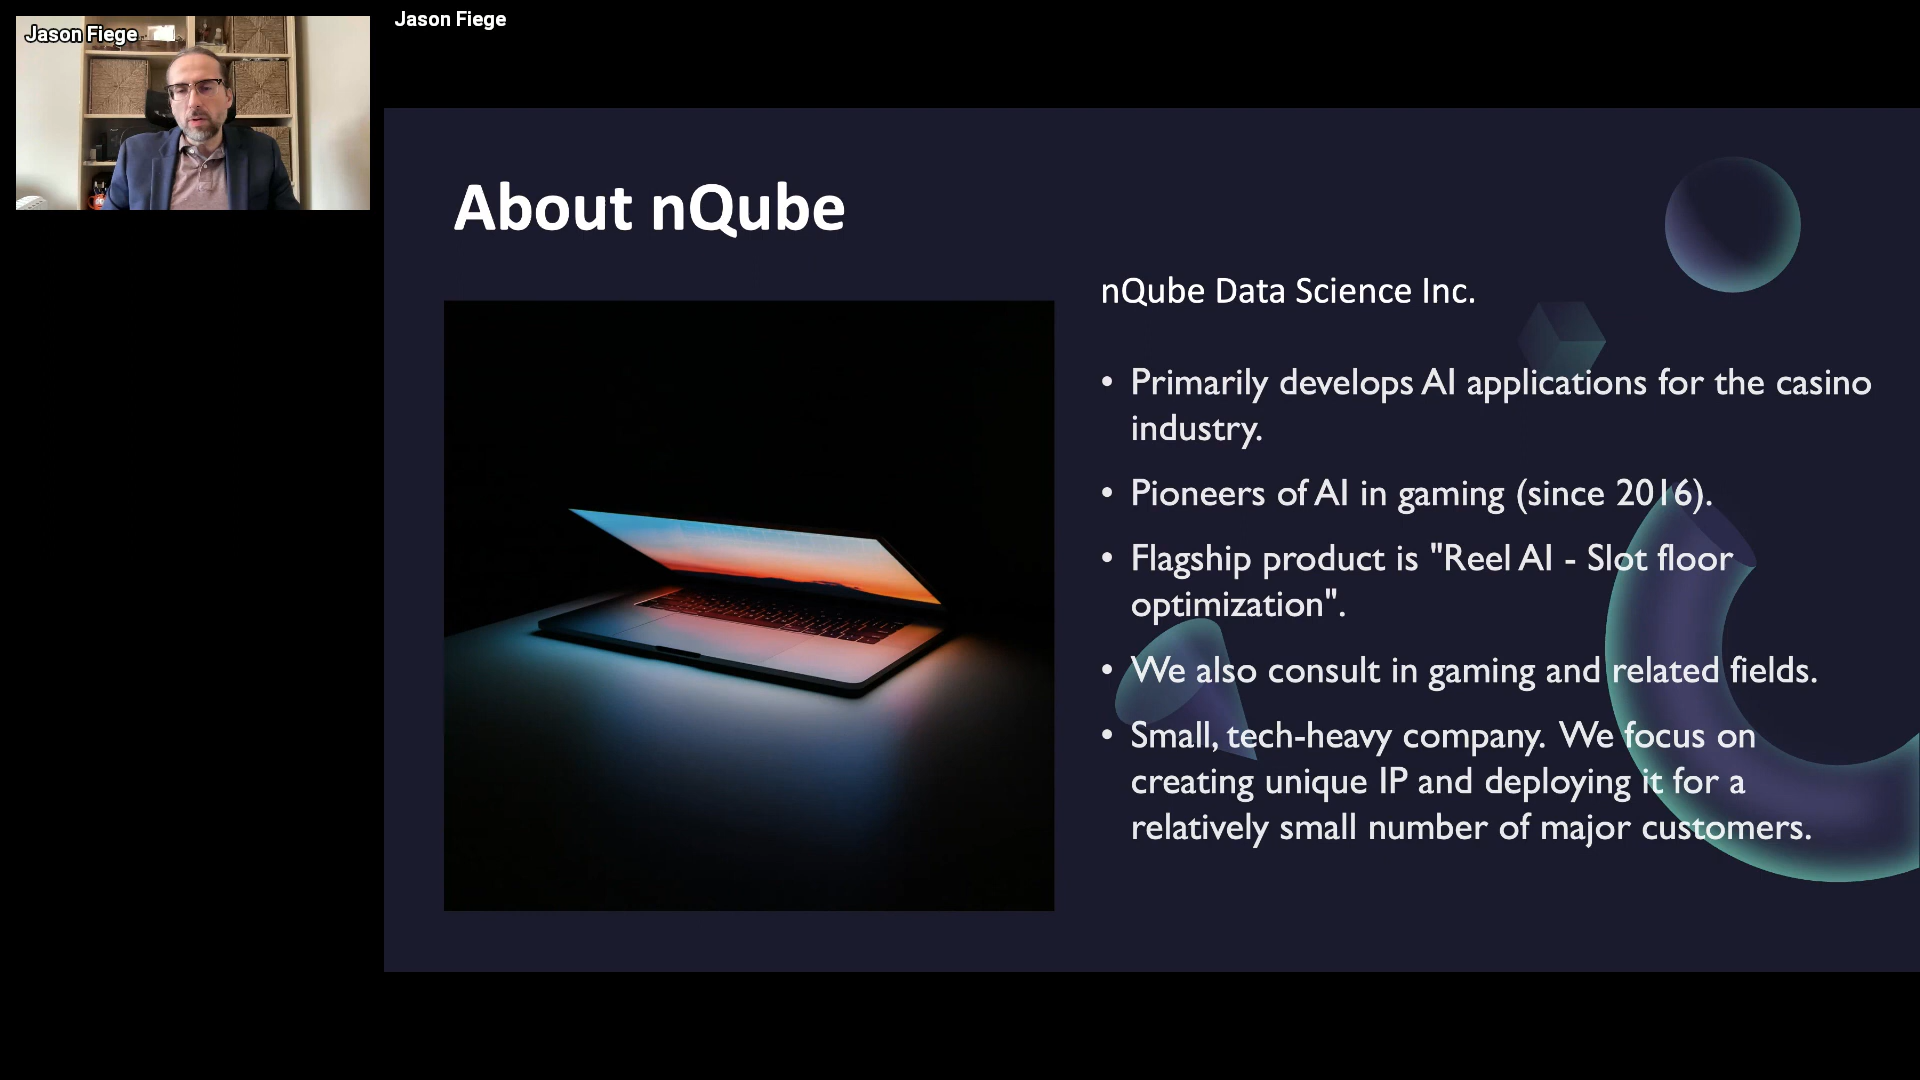 Jason Fiege
Jason Fiege
About nQube
nQube Data Science Inc.
• Primarily develops AI applications for the casino
industry.
• Pioneers of AI in gaming (since 2016).
• Flagship product is "Reel AI - Slot floor
optimization".
• We also consult in gaming and related fields.
• Small, tech-heavy company. We focus on
creating unique IP and deploying it for a
relatively small number of major customers.